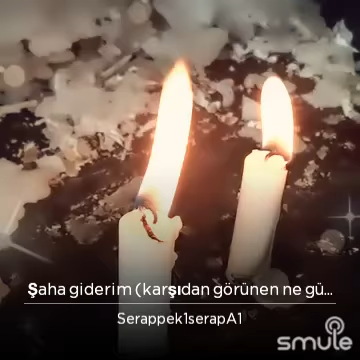 Şaha giderim (karşıdan görünen ne gü...
Serappek1serapA1
smule